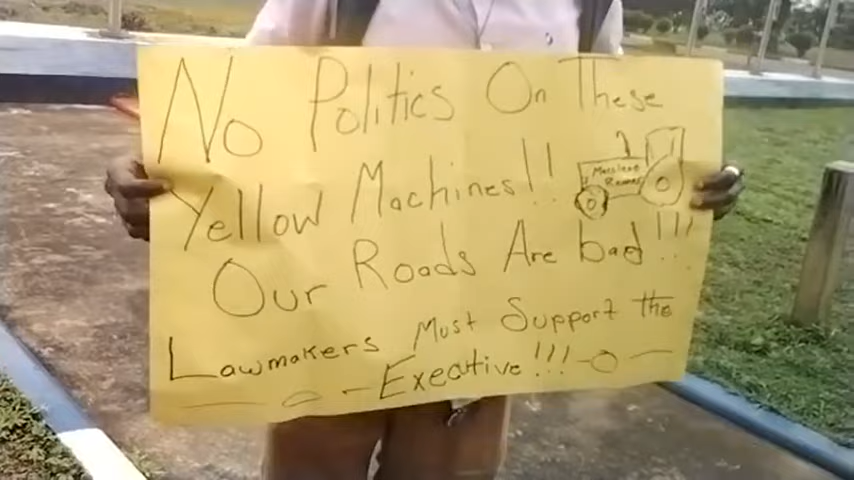 No Politics On These
Yellow Machines!!
Our Roads Are bad!!!
Lawmakers Must Support the
Executive!!!